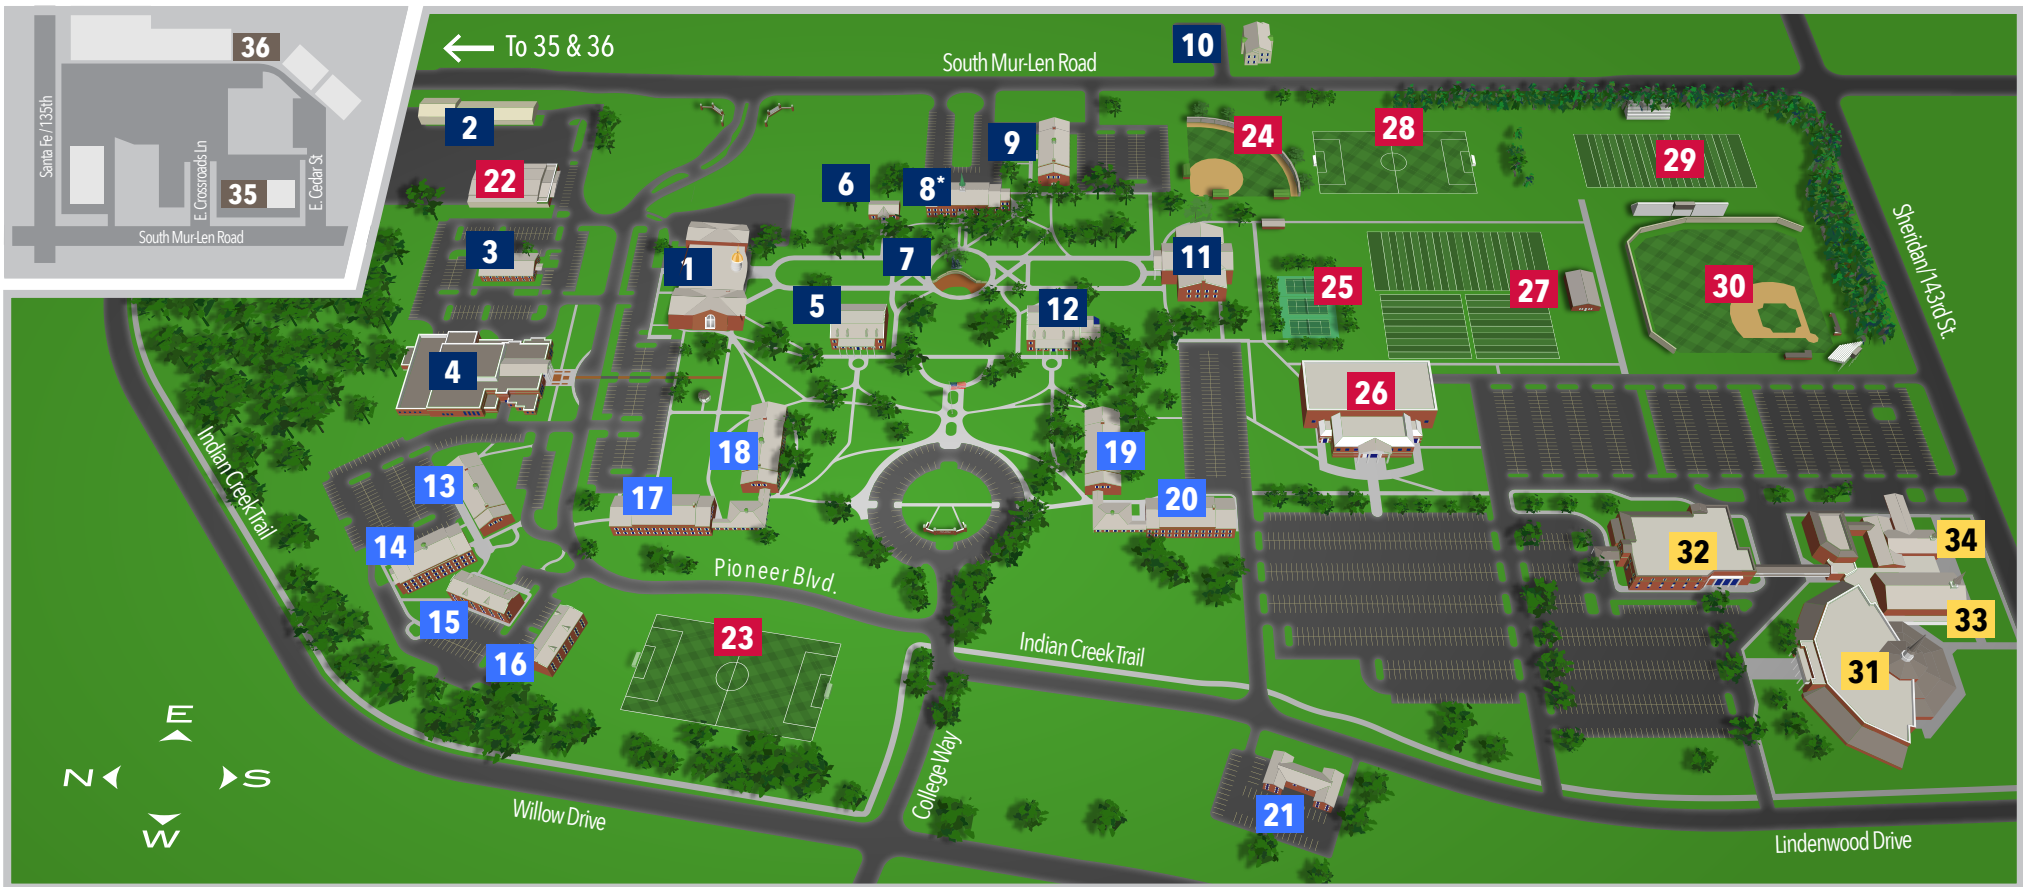 36
To 35 & 36
10
South Mur-Len Road
Santa Fe / 135th
2
9
24
28
29
22
6
8*
35
E. Crossroads Ln
E. Cedar St
South Mur-Len Road
3
1
7
11
25
27
30
Sheridan/143rd St.
5
12
4
26
18
19
13
17
20
Indian Creek Trail
14
32
34
Pioneer Blvd.
15
23
33
16
Indian Creek Trail
31
E
N
S
W
College Way
Willow Drive
21
Lindenwood Drive